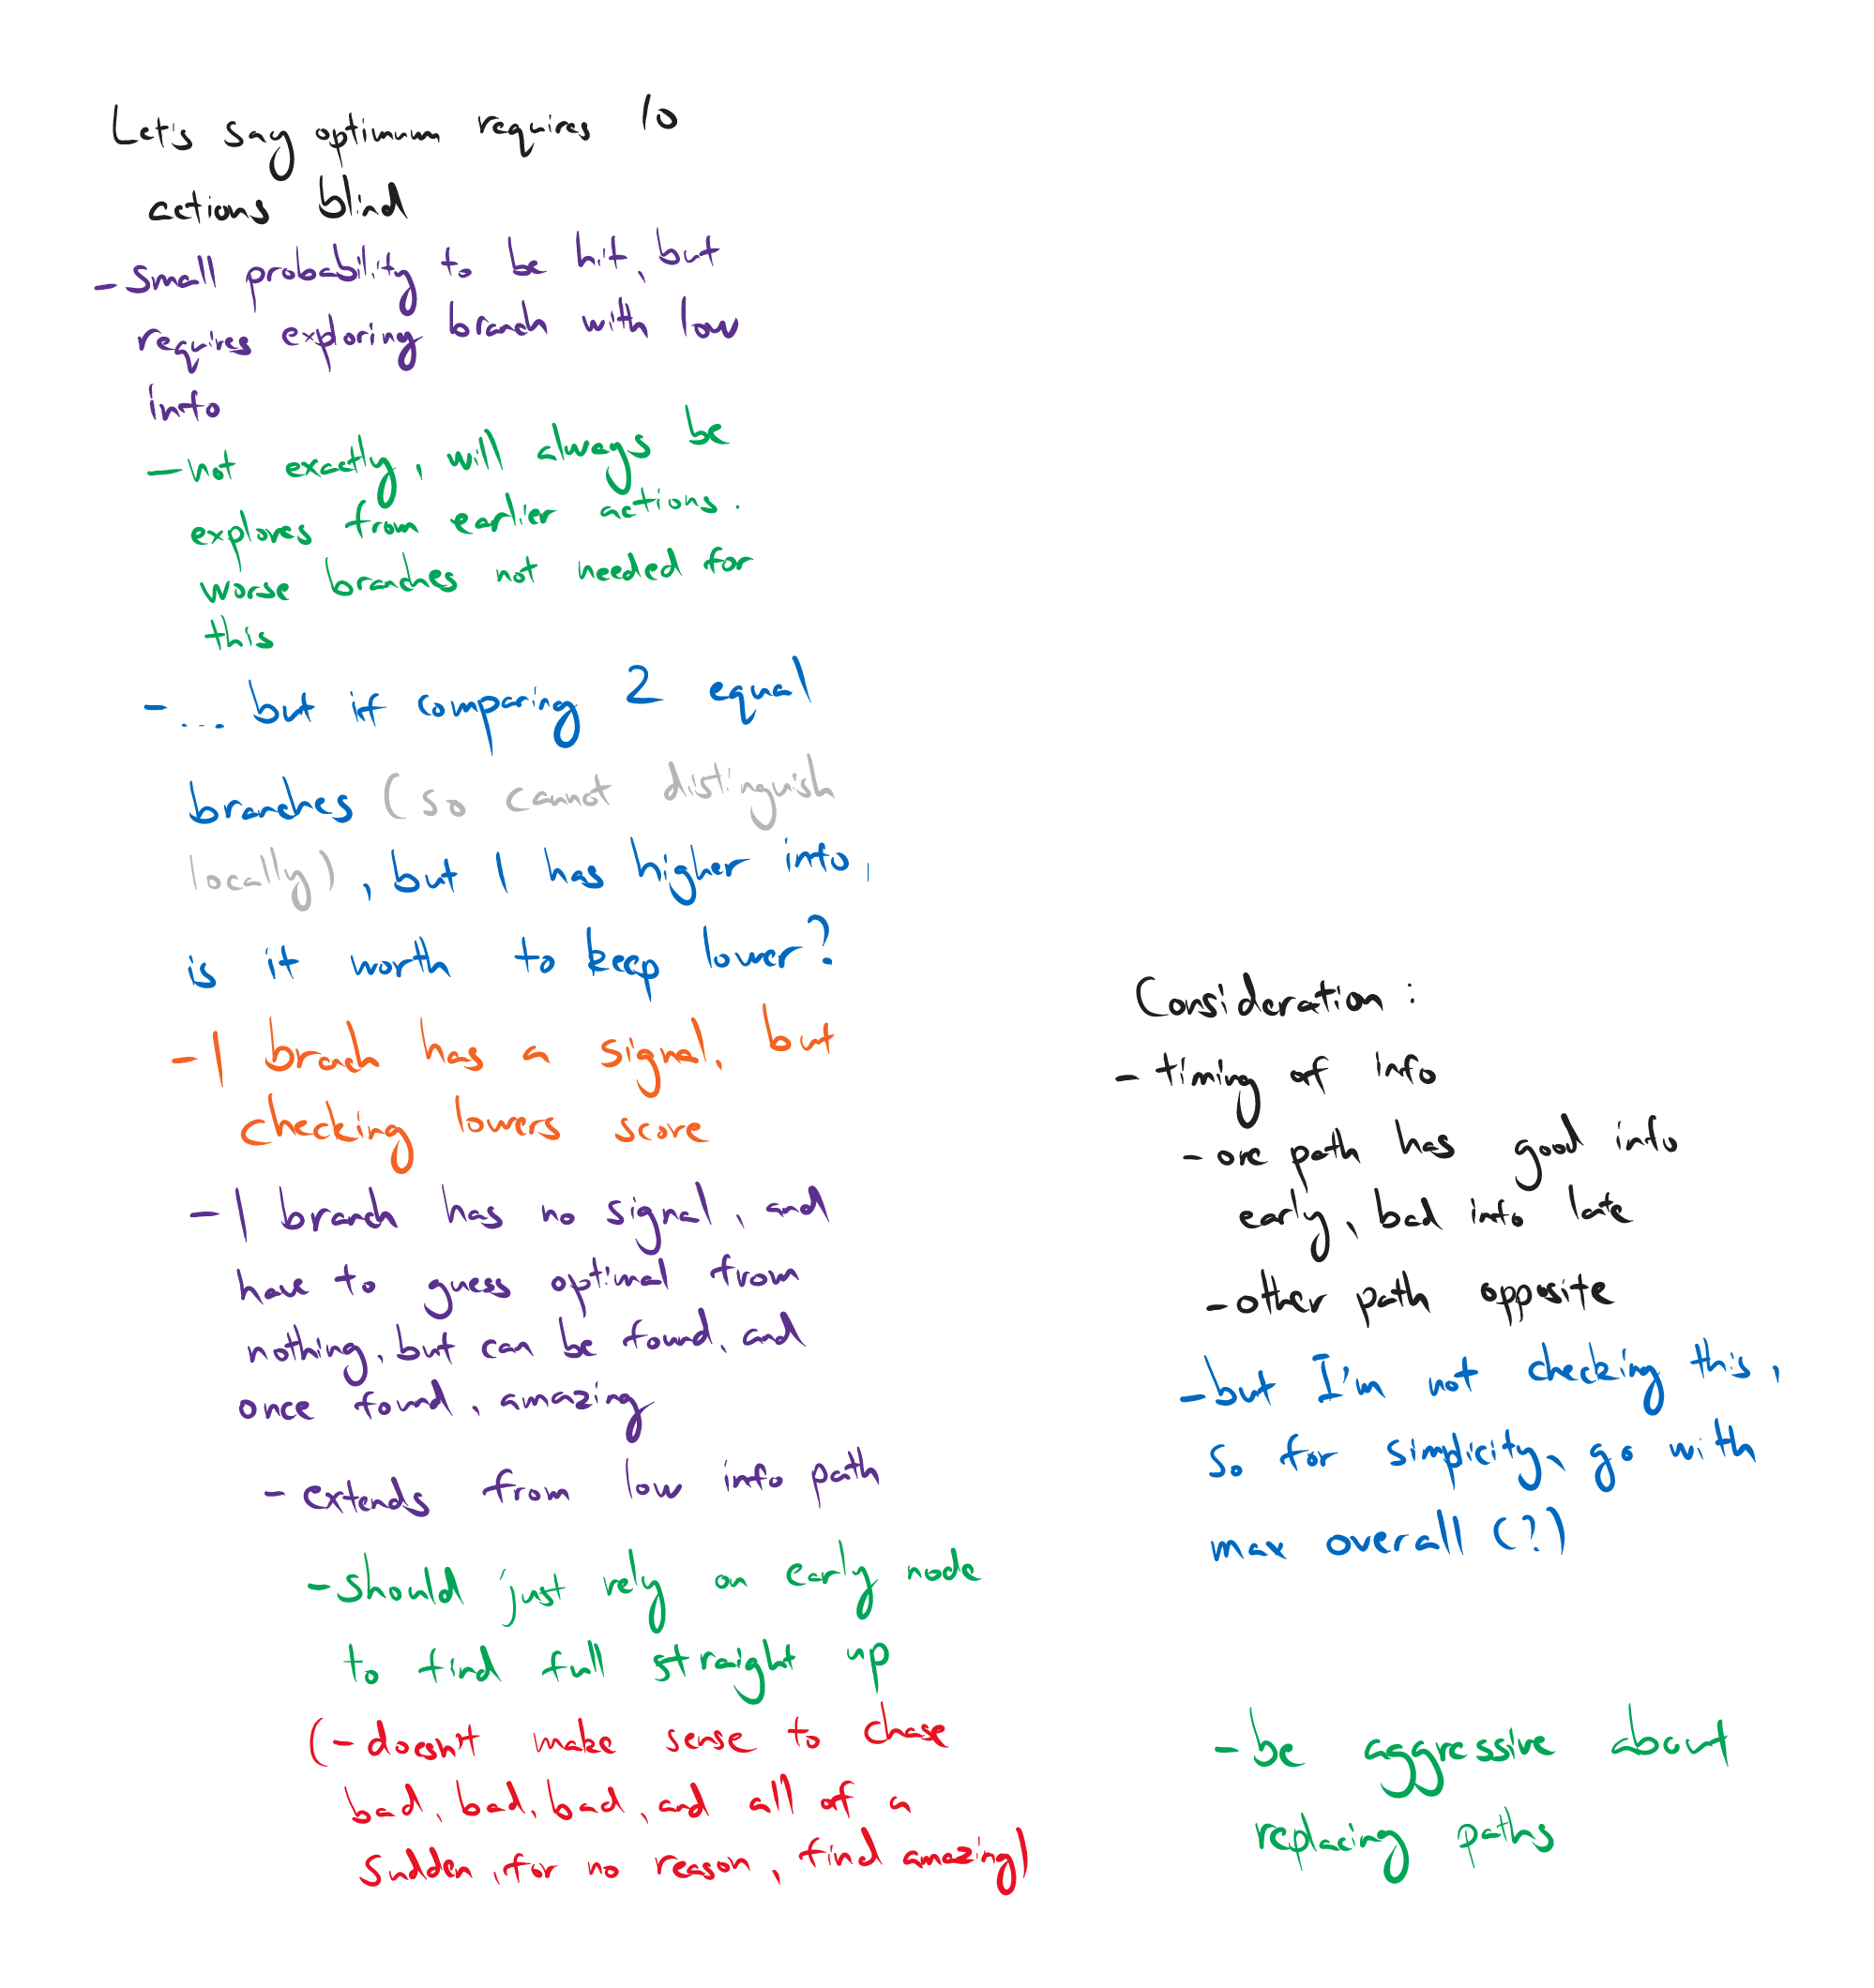 Let's say optimum requires 10
actions blind
- Small probability to be hit, but
requires exploring branch with low
info
- not exactly, will always be
explores from earlier actions.
worse branches not needed for
this
- ... but if comparing 2 equal
branches (so cannot distinguish
locally), but 1 has higher info,
is it worth to keep lower?
- 1 branch has a signal, but
checking lowers score
- 1 branch has no signal, and
have to guess optimal from
nothing, but can be found, and
once found, amazing
- extends from low info path
- should just rely on early node
to find full straight up
(- doesn't make sense to chase
bad, bad, bad, and all of a
sudden, for no reason, find amazing)
Consideration:
- timing of info
- one path has good info
early, bad info late
- other path opposite
- but I'm not checking this,
so for simplicity, go with
max overall (?)
- be aggressive about
replacing paths